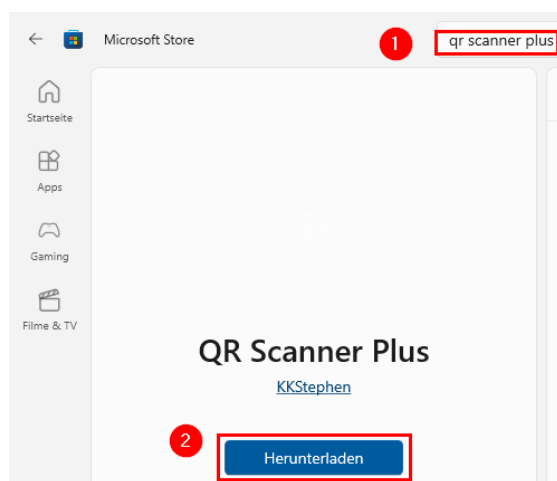 Microsoft Store
1
qr scanner plus
Startseite
Apps
Gaming
Filme & TV
QR Scanner Plus
KKStephen
2
Herunterladen